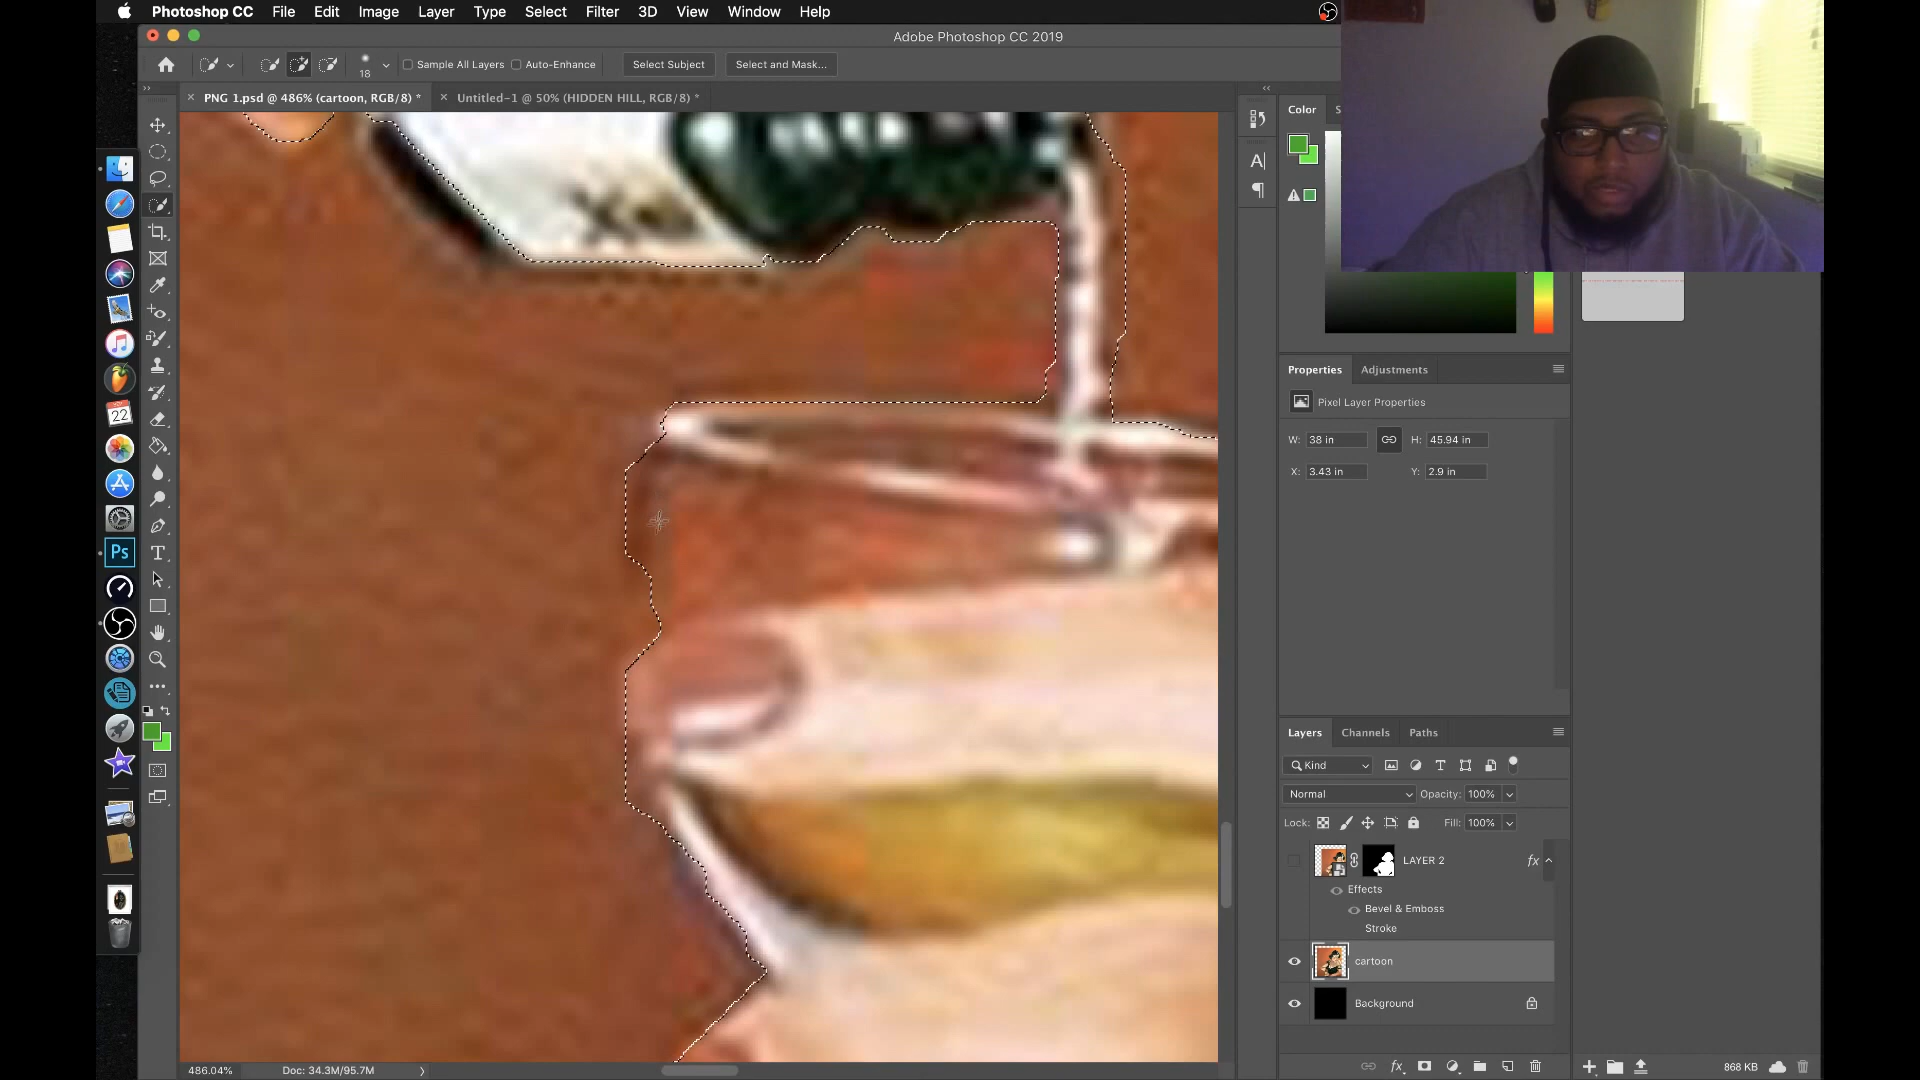 Photoshop CC File Edit Image Layer Type Select Filter 3D View Window Help
Adobe Photoshop CC 2019
18 Sample All Layers Auto-Enhance Select Subject Select and Mask...
PNG 1.psd @ 486% (cartoon, RGB/8) * Untitled-1 @ 50% (HIDDEN HILL, RGB/8) *
Color S
Properties Adjustments
Pixel Layer Properties
W: 38 in H: 45.94 in
X: 3.43 in Y: 2.9 in
22
Ps
Layers Channels Paths
Kind
Normal Opacity: 100%
Lock: Fill: 100%
LAYER 2 fx
Effects
Bevel & Emboss
Stroke
cartoon
Background
486.04% Doc: 34.3M/95.7M
fx
868 KB